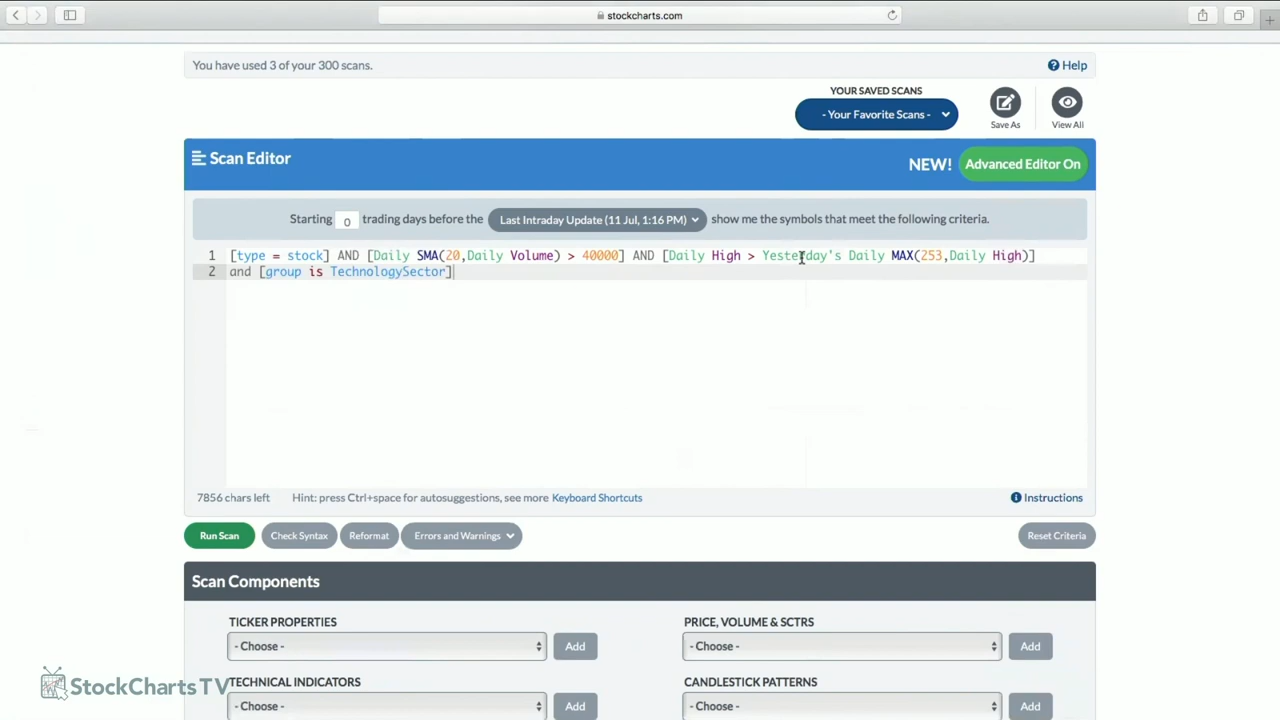 stockcharts.com
You have used 3 of your 300 scans.
Help
YOUR SAVED SCANS
- Your Favorite Scans -
Save As
View All
Scan Editor
NEW!
Advanced Editor On
Starting 0 trading days before the Last Intraday Update (11 Jul, 1:16 PM) show me the symbols that meet the following criteria.
1 [type = stock] AND [Daily SMA(20,Daily Volume) > 40000] AND [Daily High > Yesterday's Daily MAX(253,Daily High)]
2 and [group is TechnologySector]
7856 chars left
Hint: press Ctrl+space for autosuggestions, see more Keyboard Shortcuts
Instructions
Run Scan
Check Syntax
Reformat
Errors and Warnings
Reset Criteria
Scan Components
TICKER PROPERTIES
PRICE, VOLUME & SCTRS
- Choose -
Add
- Choose -
Add
StockChartsTV
TECHNICAL INDICATORS
CANDLESTICK PATTERNS
- Choose -
Add
- Choose -
Add